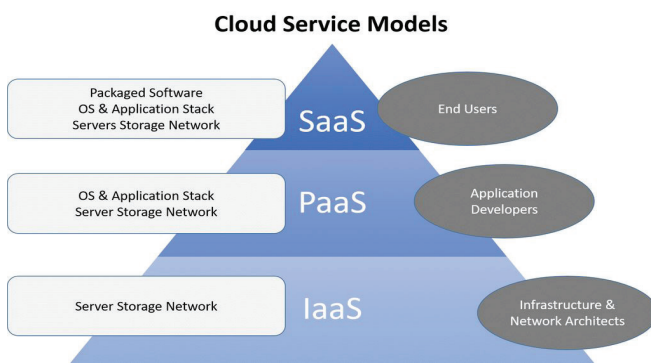 Cloud Service Models
Packaged Software
OS & Application Stack
Servers Storage Network
SaaS
End Users
OS & Application Stack
Server Storage Network
PaaS
Application
Developers
Server Storage Network
IaaS
Infrastructure &
Network Architects